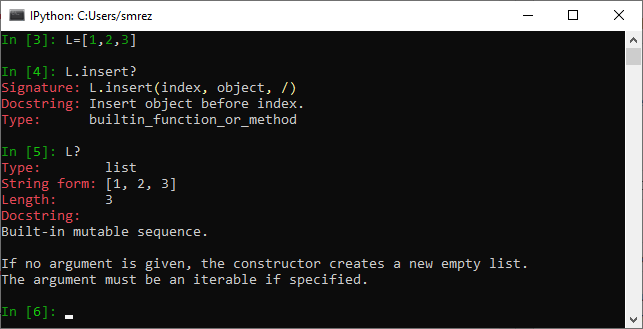 IPython: C:Users/smrez
In [3]: L=[1,2,3]
In [4]: L.insert?
Signature: L.insert(index, object, /)
Docstring: Insert object before index.
Type:      builtin_function_or_method
In [5]: L?
Type:        list
String form: [1, 2, 3]
Length:      3
Docstring:
Built-in mutable sequence.
If no argument is given, the constructor creates a new empty list.
The argument must be an iterable if specified.
In [6]: